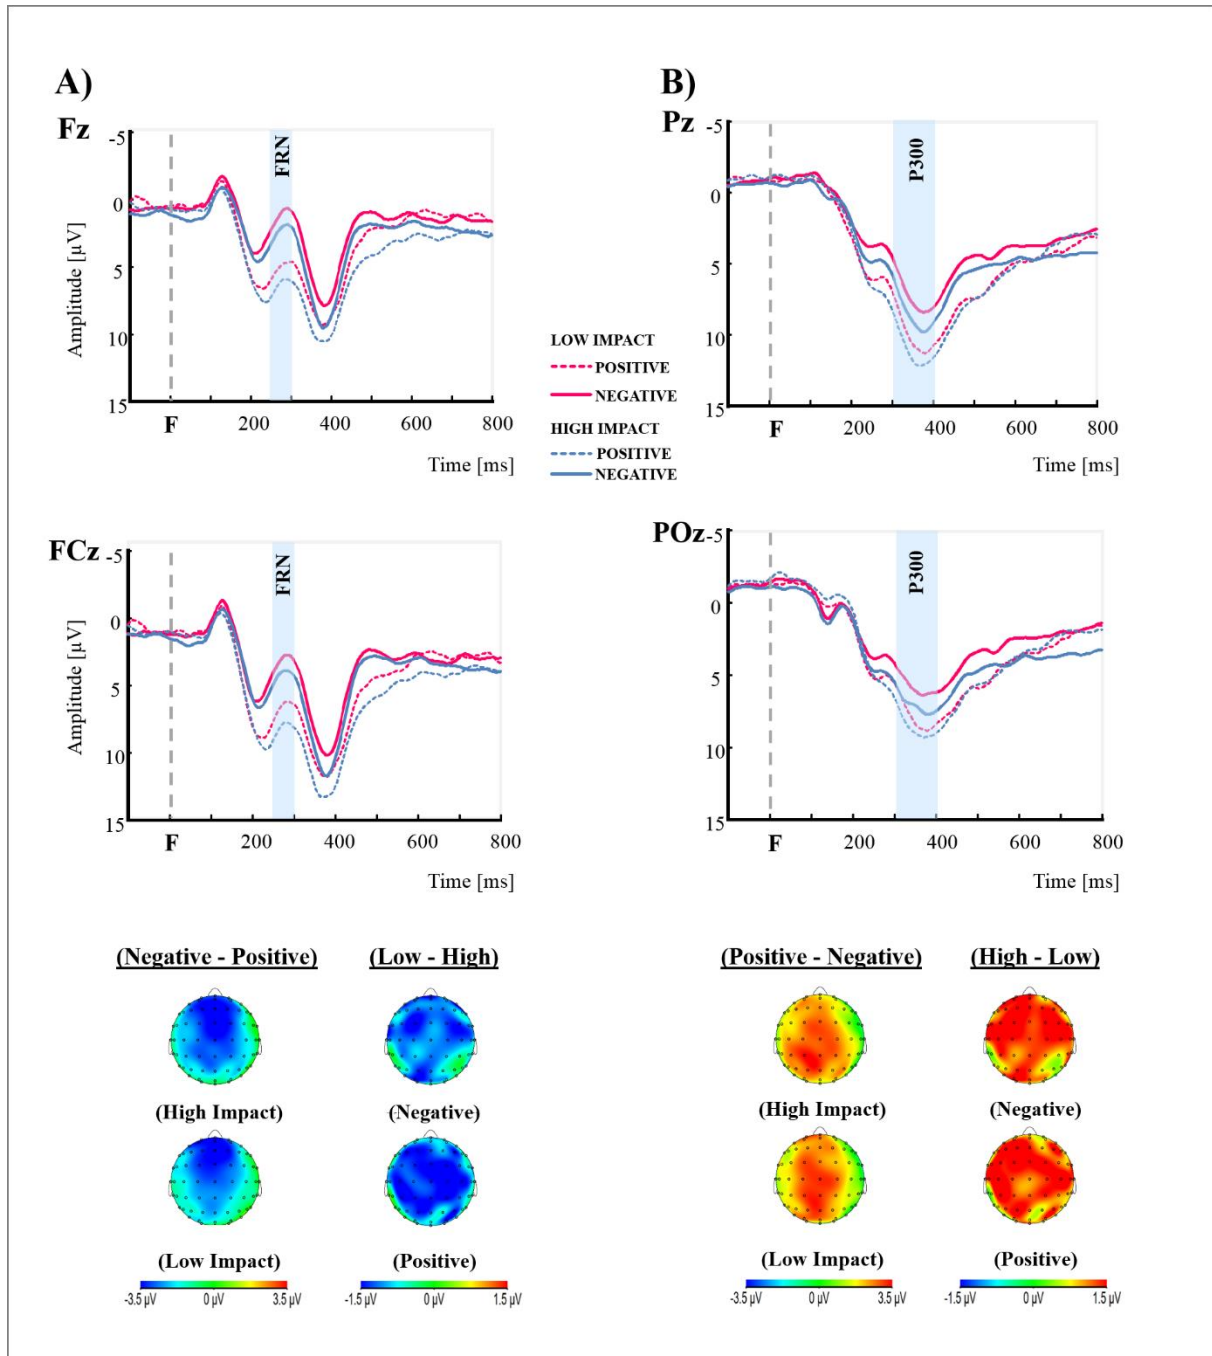 A)
Fz
-5
0
5
10
15
Amplitude [µV]
FRN
F
200
400
600
800
Time [ms]
B)
Pz
-5
0
5
10
15
P300
F
200
400
600
800
Time [ms]
LOW IMPACT
POSITIVE
NEGATIVE
HIGH IMPACT
POSITIVE
NEGATIVE
FCz
-5
0
5
10
15
Amplitude [µV]
FRN
F
200
400
600
800
Time [ms]
POz
-5
0
5
10
15
P300
F
200
400
600
800
Time [ms]
(Negative - Positive) (Low - High)
(High Impact) (Negative)
(Low Impact) (Positive)
-3.5 µV 0 µV 3.5 µV -1.5 µV 0 µV 1.5 µV
(Positive - Negative) (High - Low)
(High Impact) (Negative)
(Low Impact) (Positive)
-3.5 µV 0 µV 3.5 µV -1.5 µV 0 µV 1.5 µV